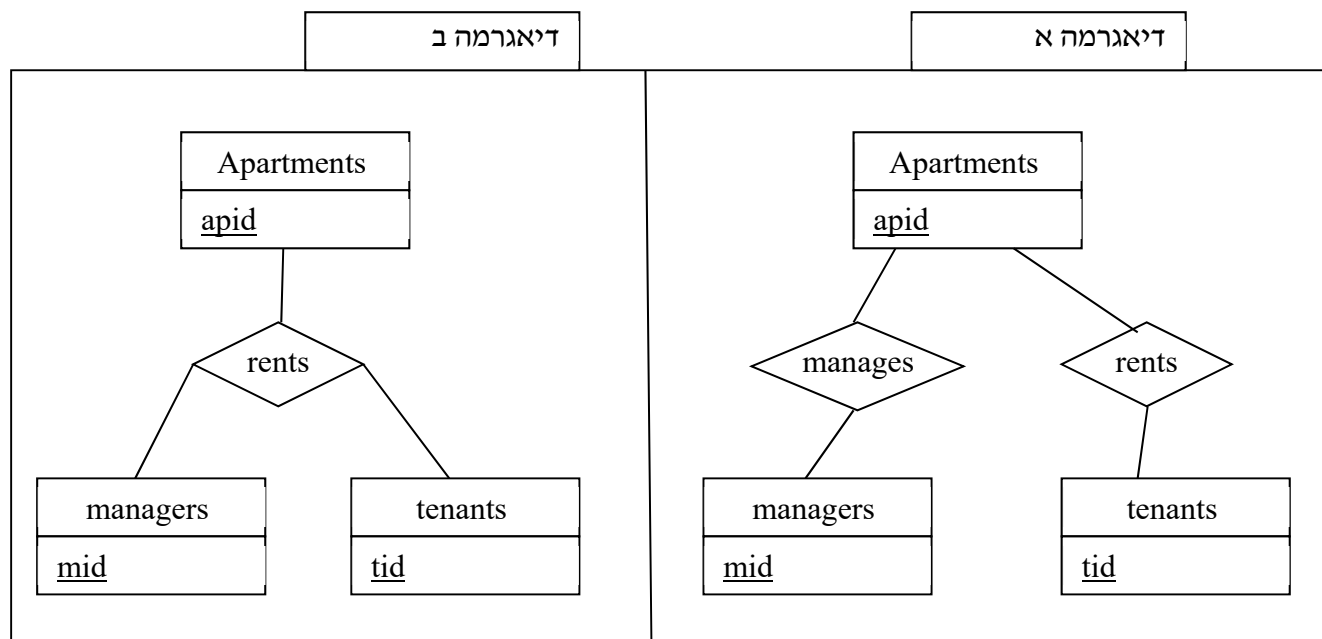 דיאגרמה א
Apartments
apid
manages
rents
managers
mid
tenants
tid
דיאגרמה ב
Apartments
apid
rents
managers
mid
tenants
tid